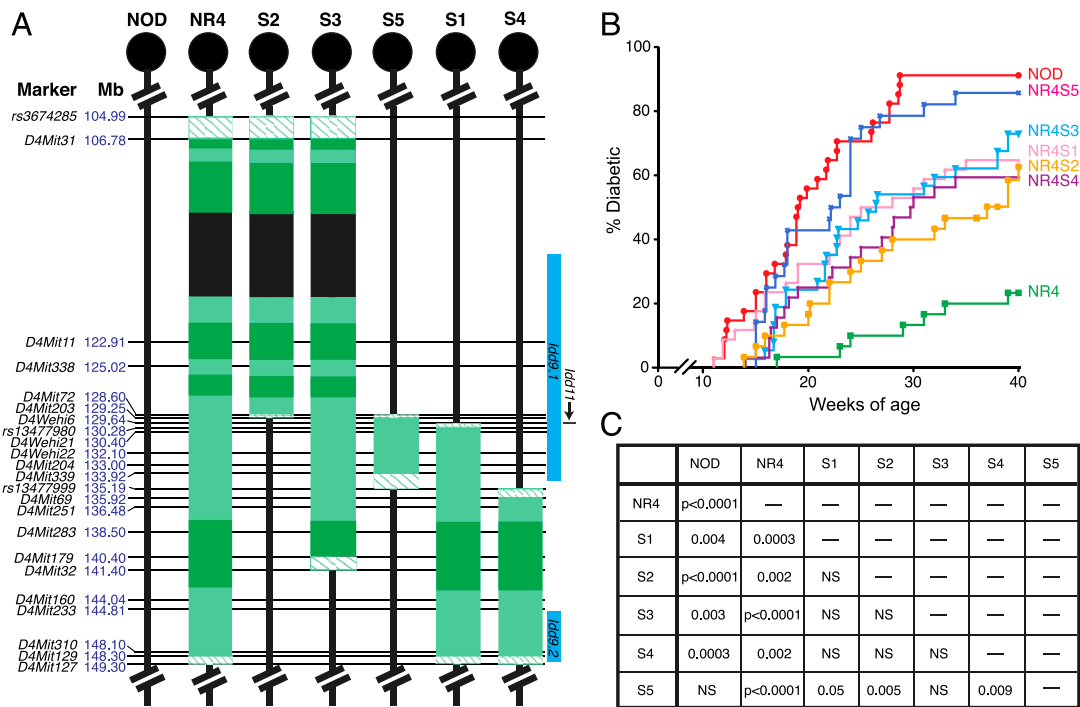 A
NOD NR4 S2 S3 S5 S1 S4
Marker Mb
rs3674285 104.99
D4Mit31 106.78
D4Mit11 122.91
D4Mit338 125.02
D4Mit72 128.60
D4Mit203 129.25
D4Wehi6 129.64
rs13477980 130.28
D4Wehi21 130.40
D4Wehi22 132.10
D4Mit204 133.00
D4Mit339 133.92
rs13477999 135.19
D4Mit69 135.92
D4Mit251 136.48
D4Mit283 138.50
D4Mit179 140.40
D4Mit32 141.40
D4Mit160 144.04
D4Mit233 144.81
D4Mit310 148.10
D4Mit129 148.30
D4Mit127 149.30
Idd9.1
Idd11
Idd9.2
B
% Diabetic
100
80
60
40
20
0
0 10 20 30 40
Weeks of age
NOD
NR4S5
NR4S3
NR4S1
NR4S2
NR4S4
NR4
C
NOD NR4 S1 S2 S3 S4 S5
NR4 p<0.0001 — — — — — —
S1 0.004 0.0003 — — — — —
S2 p<0.0001 0.002 NS — — — —
S3 0.003 p<0.0001 NS NS — — —
S4 0.0003 0.002 NS NS NS — —
S5 NS p<0.0001 0.05 0.005 NS 0.009 —